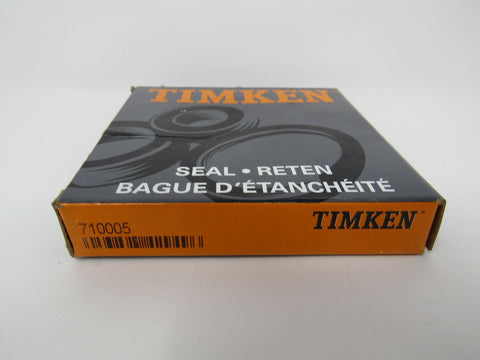 TIMKEN
SEAL • RETEN
BAGUE D'ÉTANCHÉITÉ
710005
TIMKEN